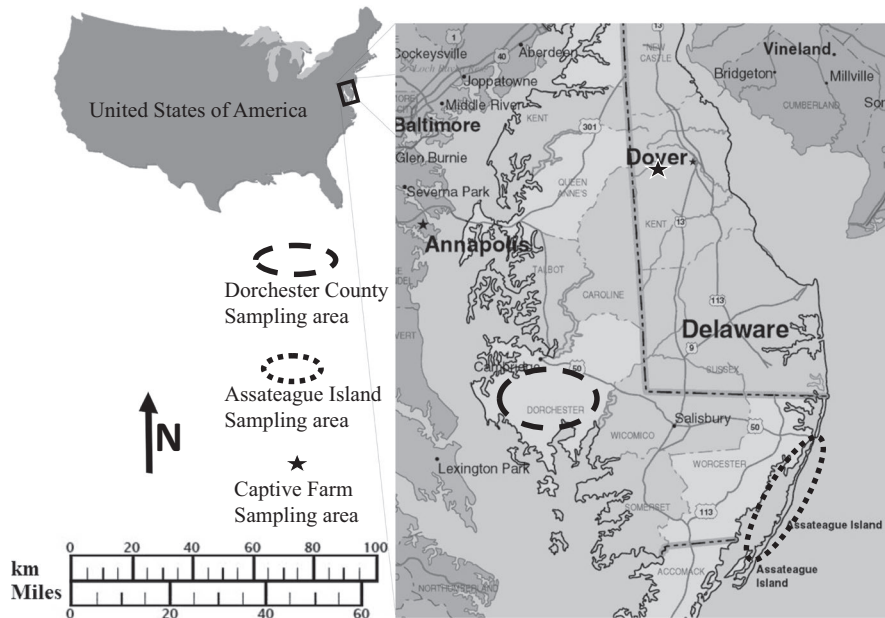 United States of America
Dorchester County
Sampling area
Assateague Island
Sampling area
N
Captive Farm
Sampling area
0 20 40 60 80 100
km
Miles
0 20 40 60
1
13
Cockeysville
Aberdeen
40
NEW
CASTLE
Vineland
Joppatowne
Bridgeton
Millville
Middle River
KENT
CUMBERLAND
Baltimore
301
Glen Burnie
Dover
Severna Park
QUEEN
ANNE'S
KENT
13
Annapolis
TALBOT
CAROLINE
113
Delaware
9
Cambridge
50
SUSSEX
DORCHESTER
Salisbury
50
WICOMICO
Lexington Park
WORCESTER
SOMERSET
113
Assateague Island
Assateague
Island
ACCOMACK
NORTHUMBERLAND